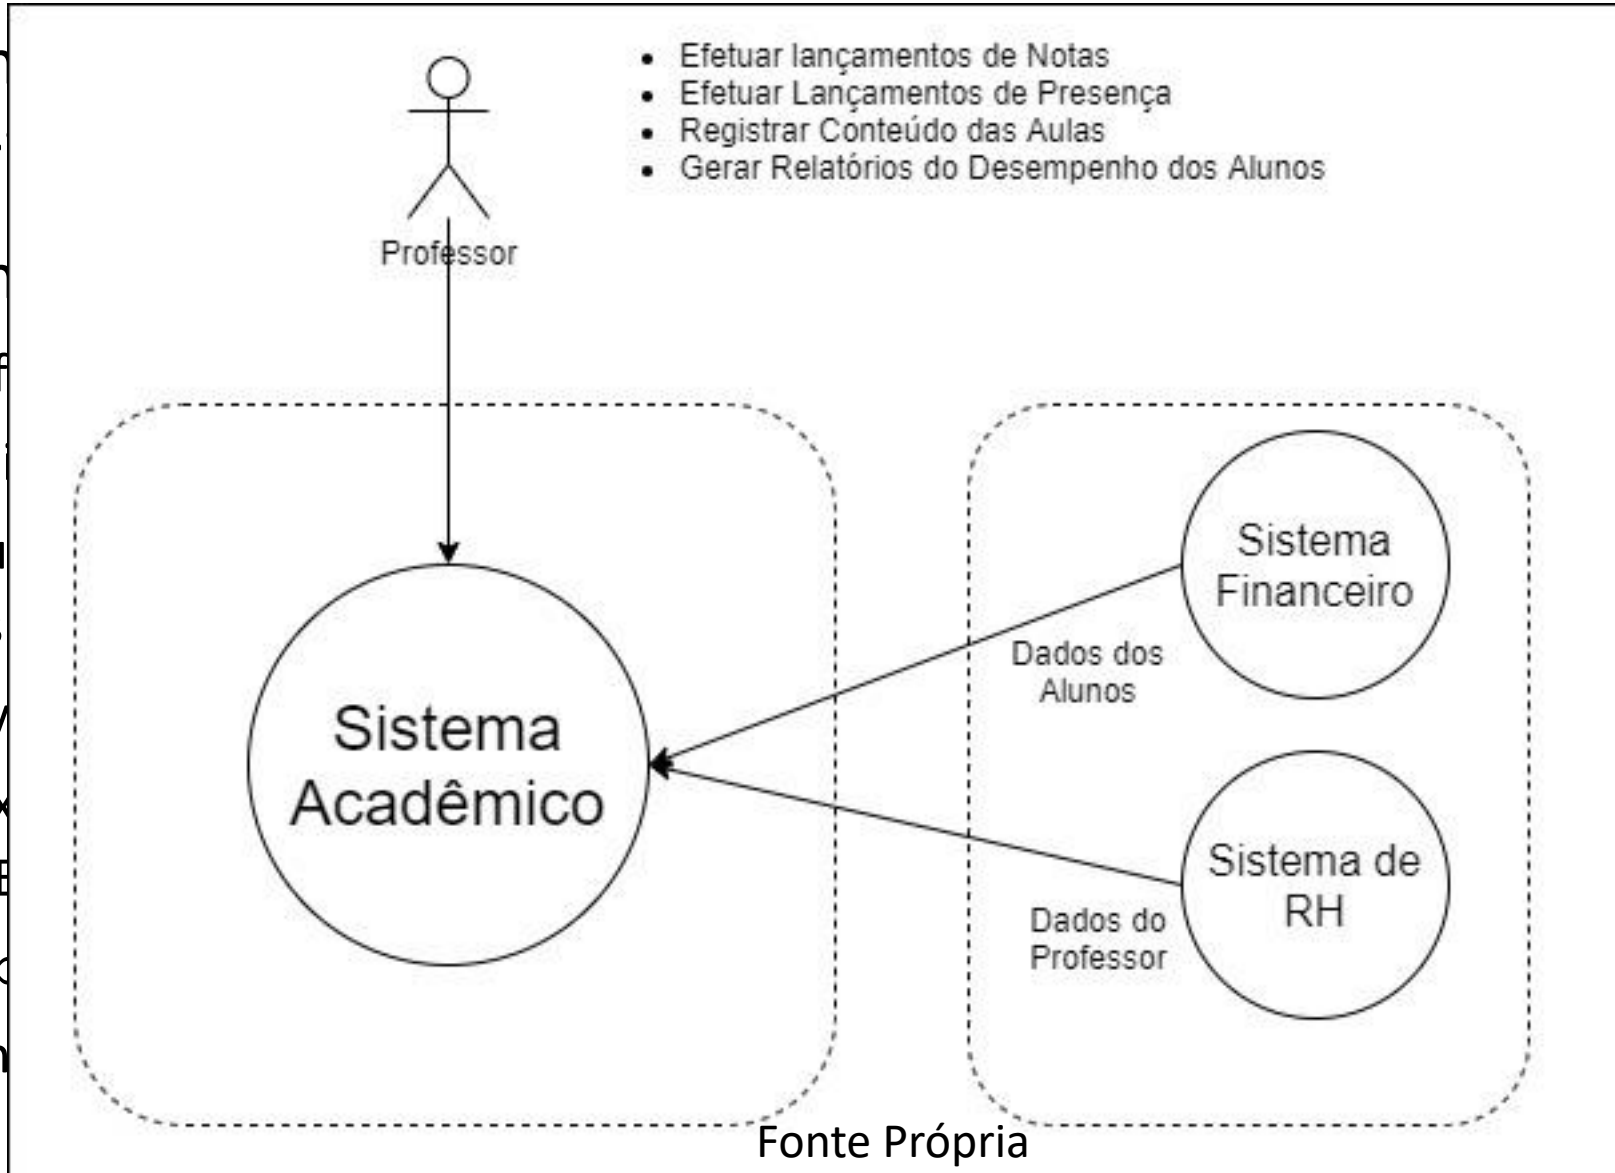 Efetuar lançamentos de Notas
Efetuar Lançamentos de Presença
Registrar Conteúdo das Aulas
Gerar Relatórios do Desempenho dos Alunos
Professor
Sistema
Financeiro
Dados dos
Alunos
Sistema
Acadêmico
Sistema de
RH
Dados do
Professor
Fonte Própria